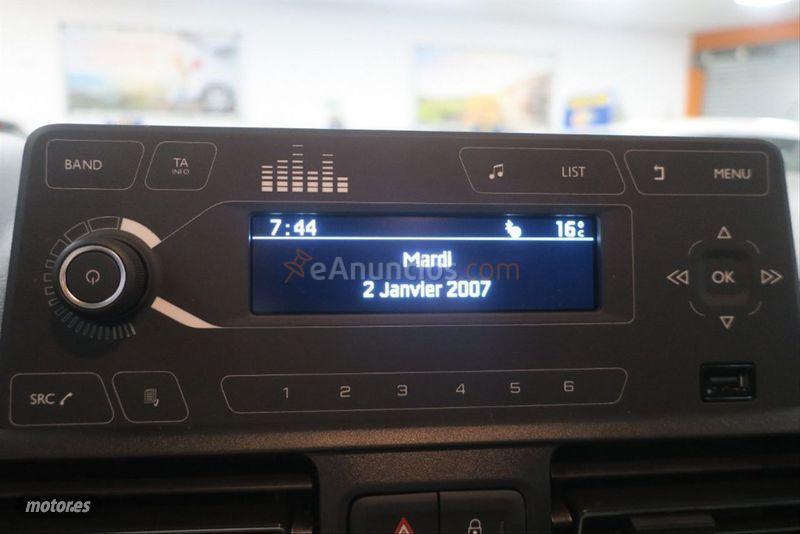 BAND
TA
INFO
LIST
MENU
7:44
16°C
Mardi
eAnuncios.com
2 Janvier 2007
OK
SRC
1 2 3 4 5 6
motor.es